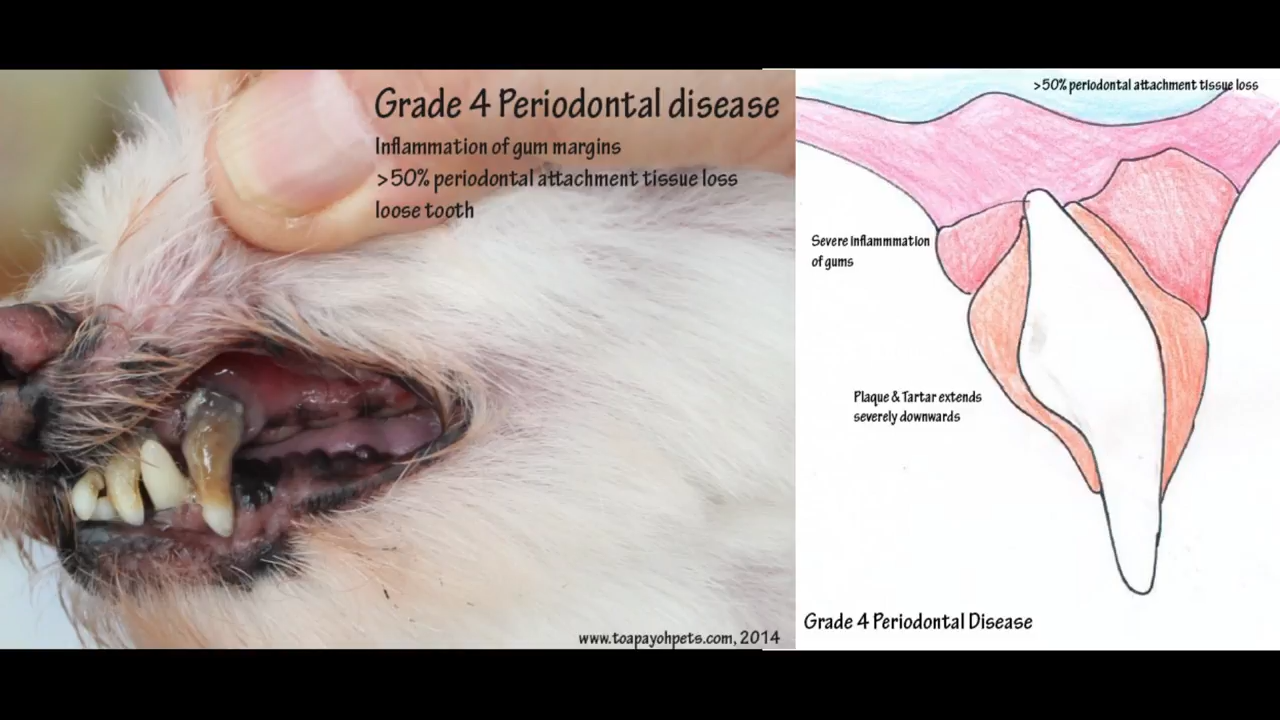 Grade 4 Periodontal disease
Inflammation of gum margins
>50% periodontal attachment tissue loss
loose tooth
www.toapayohpets.com, 2014
>50% periodontal attachment tissue loss
Severe inflammmation
of gums
Plaque & Tartar extends
severely downwards
Grade 4 Periodontal Disease